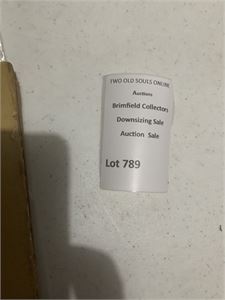 TWO OLD SOULS ONLINE
Auctions
Brimfield Collectors
Downsizing Sale
Auction Sale
Lot 789